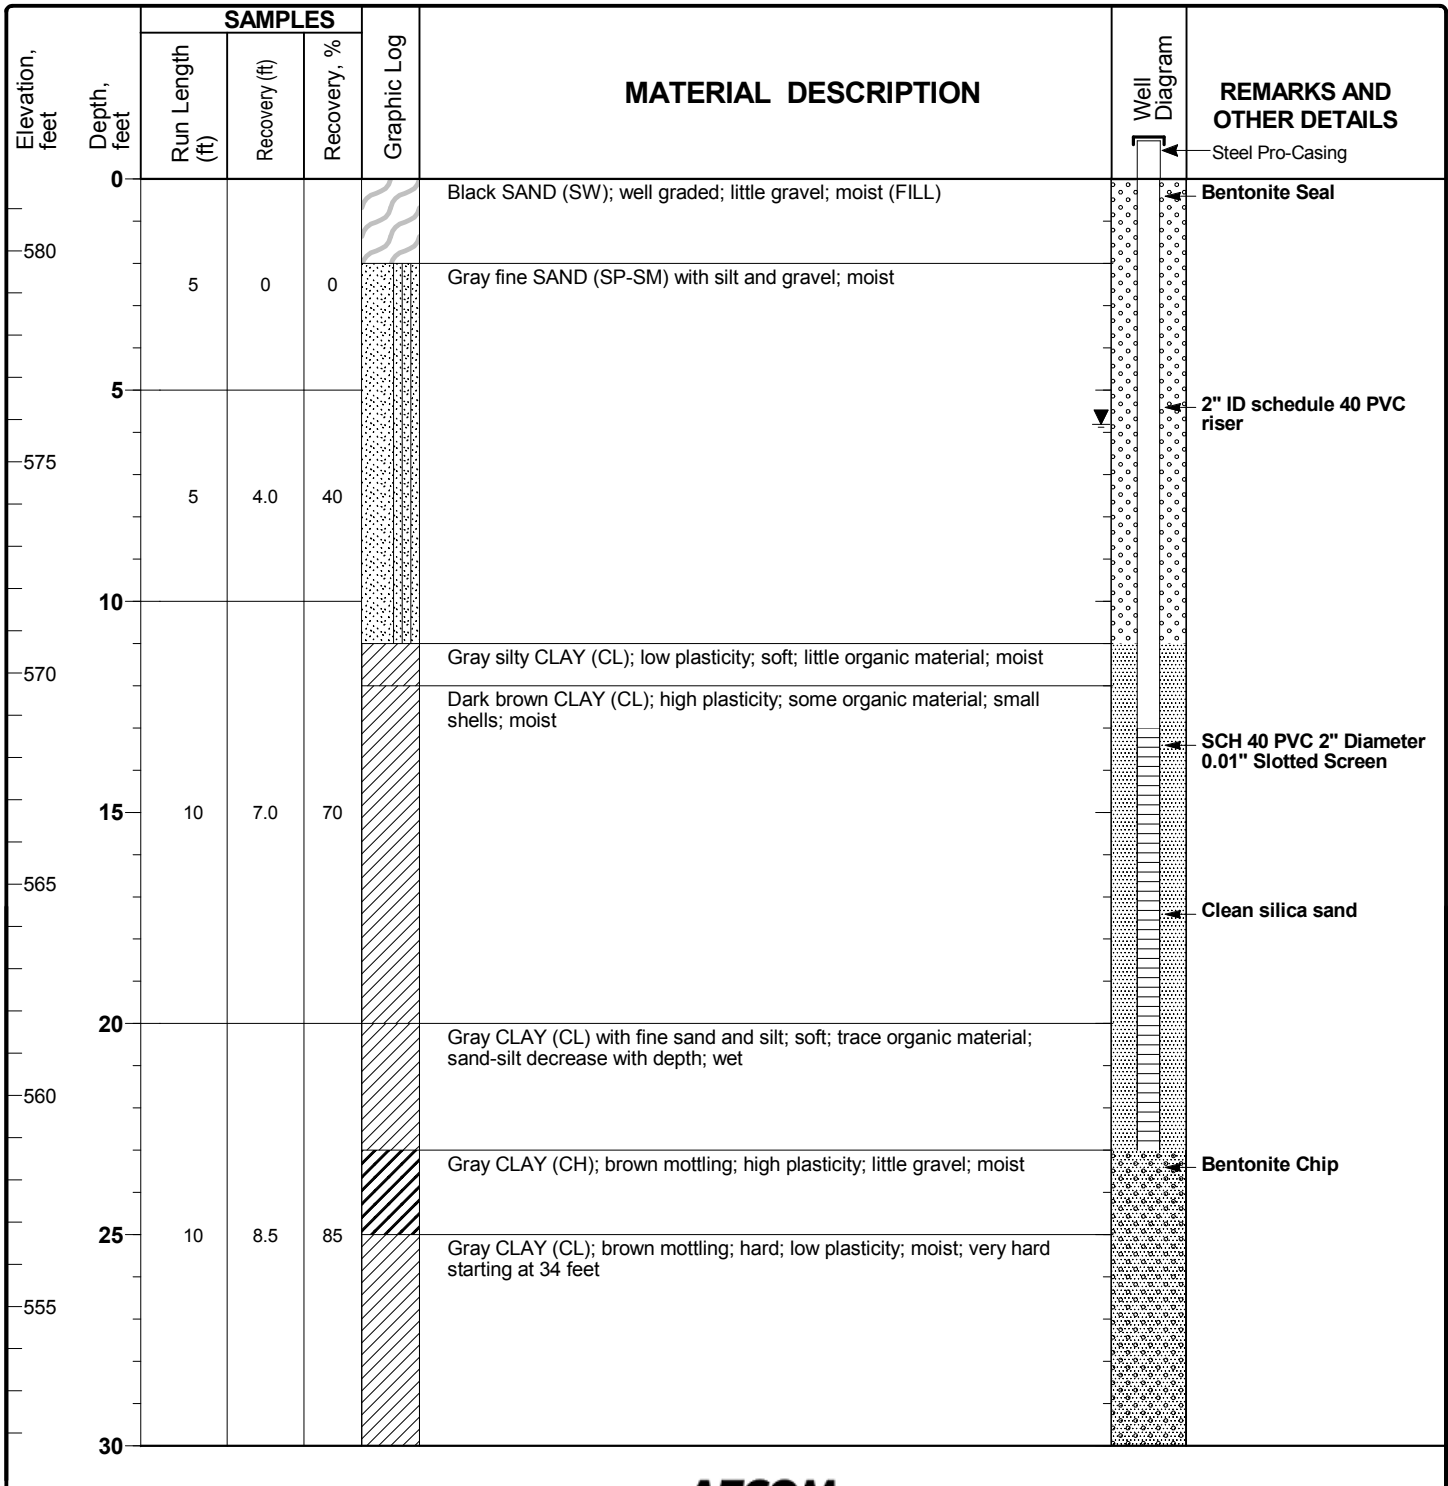 SAMPLES
Elevation,
feet
Depth,
feet
Run Length
(ft)
Recovery (ft)
Recovery, %
Graphic Log
MATERIAL DESCRIPTION
Well
Diagram
REMARKS AND
OTHER DETAILS
Steel Pro-Casing
0
Black SAND (SW); well graded; little gravel; moist (FILL)
Bentonite Seal
580
Gray fine SAND (SP-SM) with silt and gravel; moist
5 0 0
5
2" ID schedule 40 PVC
riser
575
5 4.0 40
10
Gray silty CLAY (CL); low plasticity; soft; little organic material; moist
570
Dark brown CLAY (CL); high plasticity; some organic material; small
shells; moist
SCH 40 PVC 2" Diameter
0.01" Slotted Screen
15 10 7.0 70
565
Clean silica sand
20
Gray CLAY (CL) with fine sand and silt; soft; trace organic material;
sand-silt decrease with depth; wet
560
Gray CLAY (CH); brown mottling; high plasticity; little gravel; moist
Bentonite Chip
25 10 8.5 85
Gray CLAY (CL); brown mottling; hard; low plasticity; moist; very hard
starting at 34 feet
555
30
AECOM